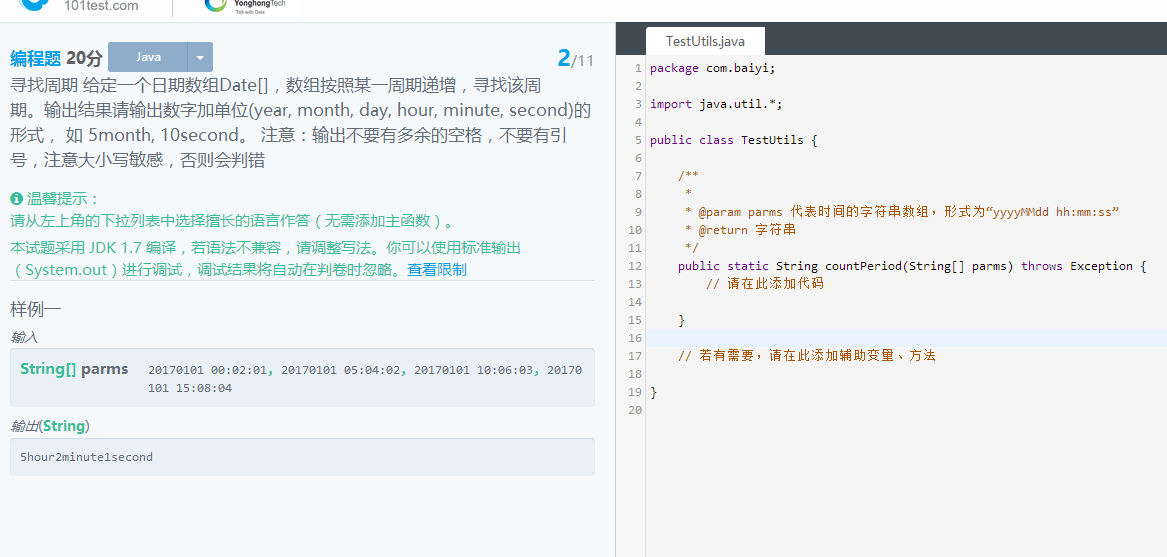 101test.com
YonghongTech
Talk with Data
编程题 20分 Java
2/11
寻找周期 给定一个日期数组Date[]，数组按照某一周期递增，寻找该周
期。输出结果请输出数字加单位(year, month, day, hour, minute, second)的
形式， 如 5month, 10second。 注意：输出不要有多余的空格，不要有引
号，注意大小写敏感，否则会判错
温馨提示：
请从左上角的下拉列表中选择擅长的语言作答（无需添加主函数）。
本试题采用 JDK 1.7 编译，若语法不兼容，请调整写法。你可以使用标准输出
（System.out）进行调试，调试结果将自动在判卷时忽略。查看限制
样例一
输入
String[] parms 20170101 00:02:01, 20170101 05:04:02, 20170101 10:06:03, 20170
101 15:08:04
输出(String)
5hour2minute1second
TestUtils.java
1 package com.baiyi;
2
3 import java.util.*;
4
5 public class TestUtils {
6
7 /**
8 *
9 * @param parms 代表时间的字符串数组，形式为“yyyyMMdd hh:mm:ss”
10 * @return 字符串
11 */
12 public static String countPeriod(String[] parms) throws Exception {
13 // 请在此添加代码
14
15 }
16
17 // 若有需要，请在此添加辅助变量、方法
18
19 }
20